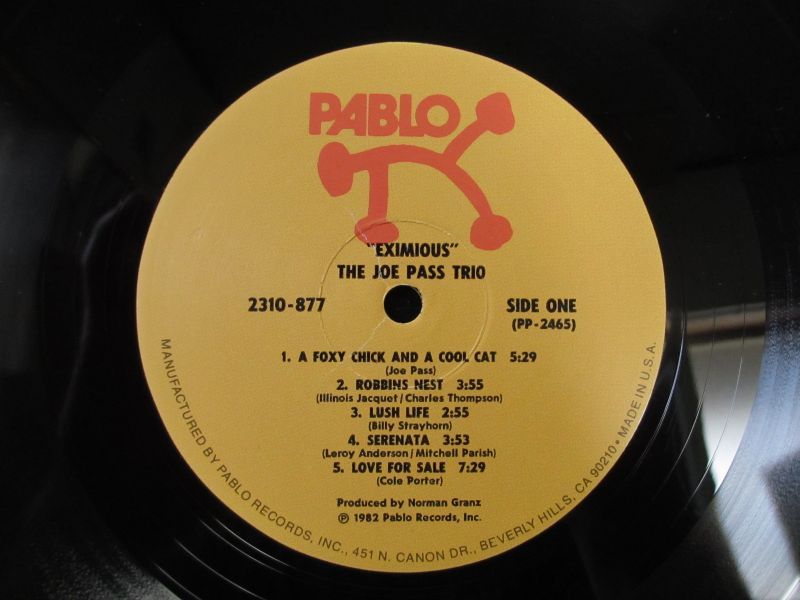 PABLO
"EXIMIOUS"
THE JOE PASS TRIO
2310-877 SIDE ONE
(PP-2465)
1. A FOXY CHICK AND A COOL CAT 5:29
(Joe Pass)
2. ROBBINS NEST 3:55
(Illinois Jacquet/Charles Thompson)
3. LUSH LIFE 2:55
(Billy Strayhorn)
4. SERENATA 3:53
(Leroy Anderson/Mitchell Parish)
5. LOVE FOR SALE 7:29
(Cole Porter)
Produced by Norman Granz
℗ 1982 Pablo Records, Inc.
MANUFACTURED BY PABLO RECORDS, INC., 451 N. CANON DR., BEVERLY HILLS, CA 90210 • MADE IN U.S.A.